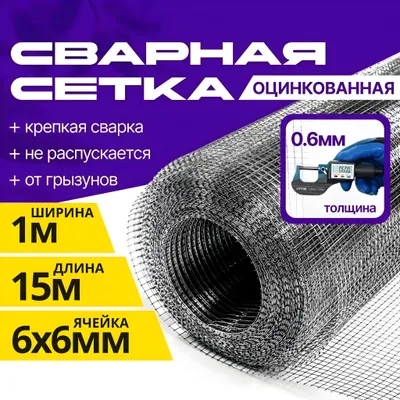 СВАРНАЯ
СЕТКА
ОЦИНКОВАННАЯ
+ крепкая сварка
+ не распускается
+ от грызунов
0.6мм
толщина
ШИРИНА
1м
ДЛИНА
15м
ЯЧЕЙКА
6х6мм